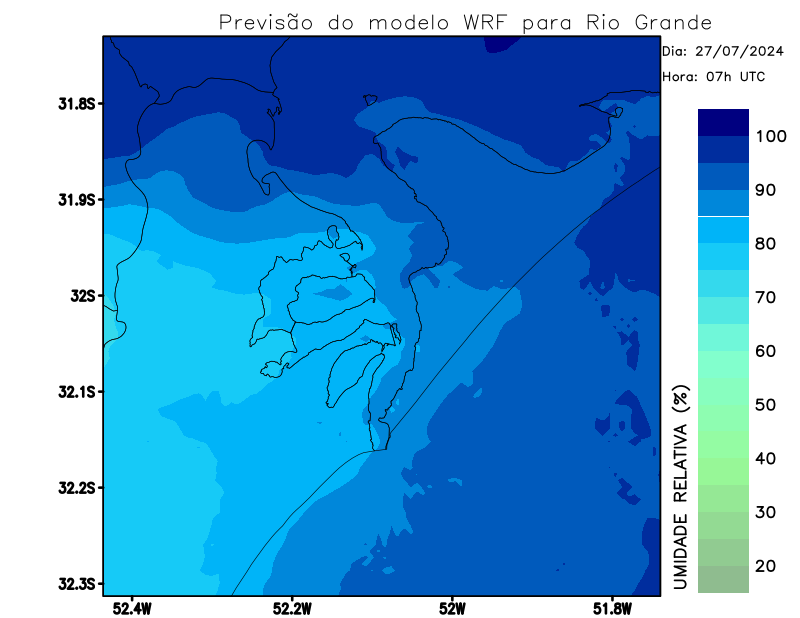 Previsão do modelo WRF para Rio Grande
Dia: 27/07/2024
Hora: 07h UTC
31.8S
31.9S
32S
32.1S
32.2S
32.3S
52.4W
52.2W
52W
51.8W
100
90
80
70
60
50
40
30
20
UMIDADE RELATIVA (%)